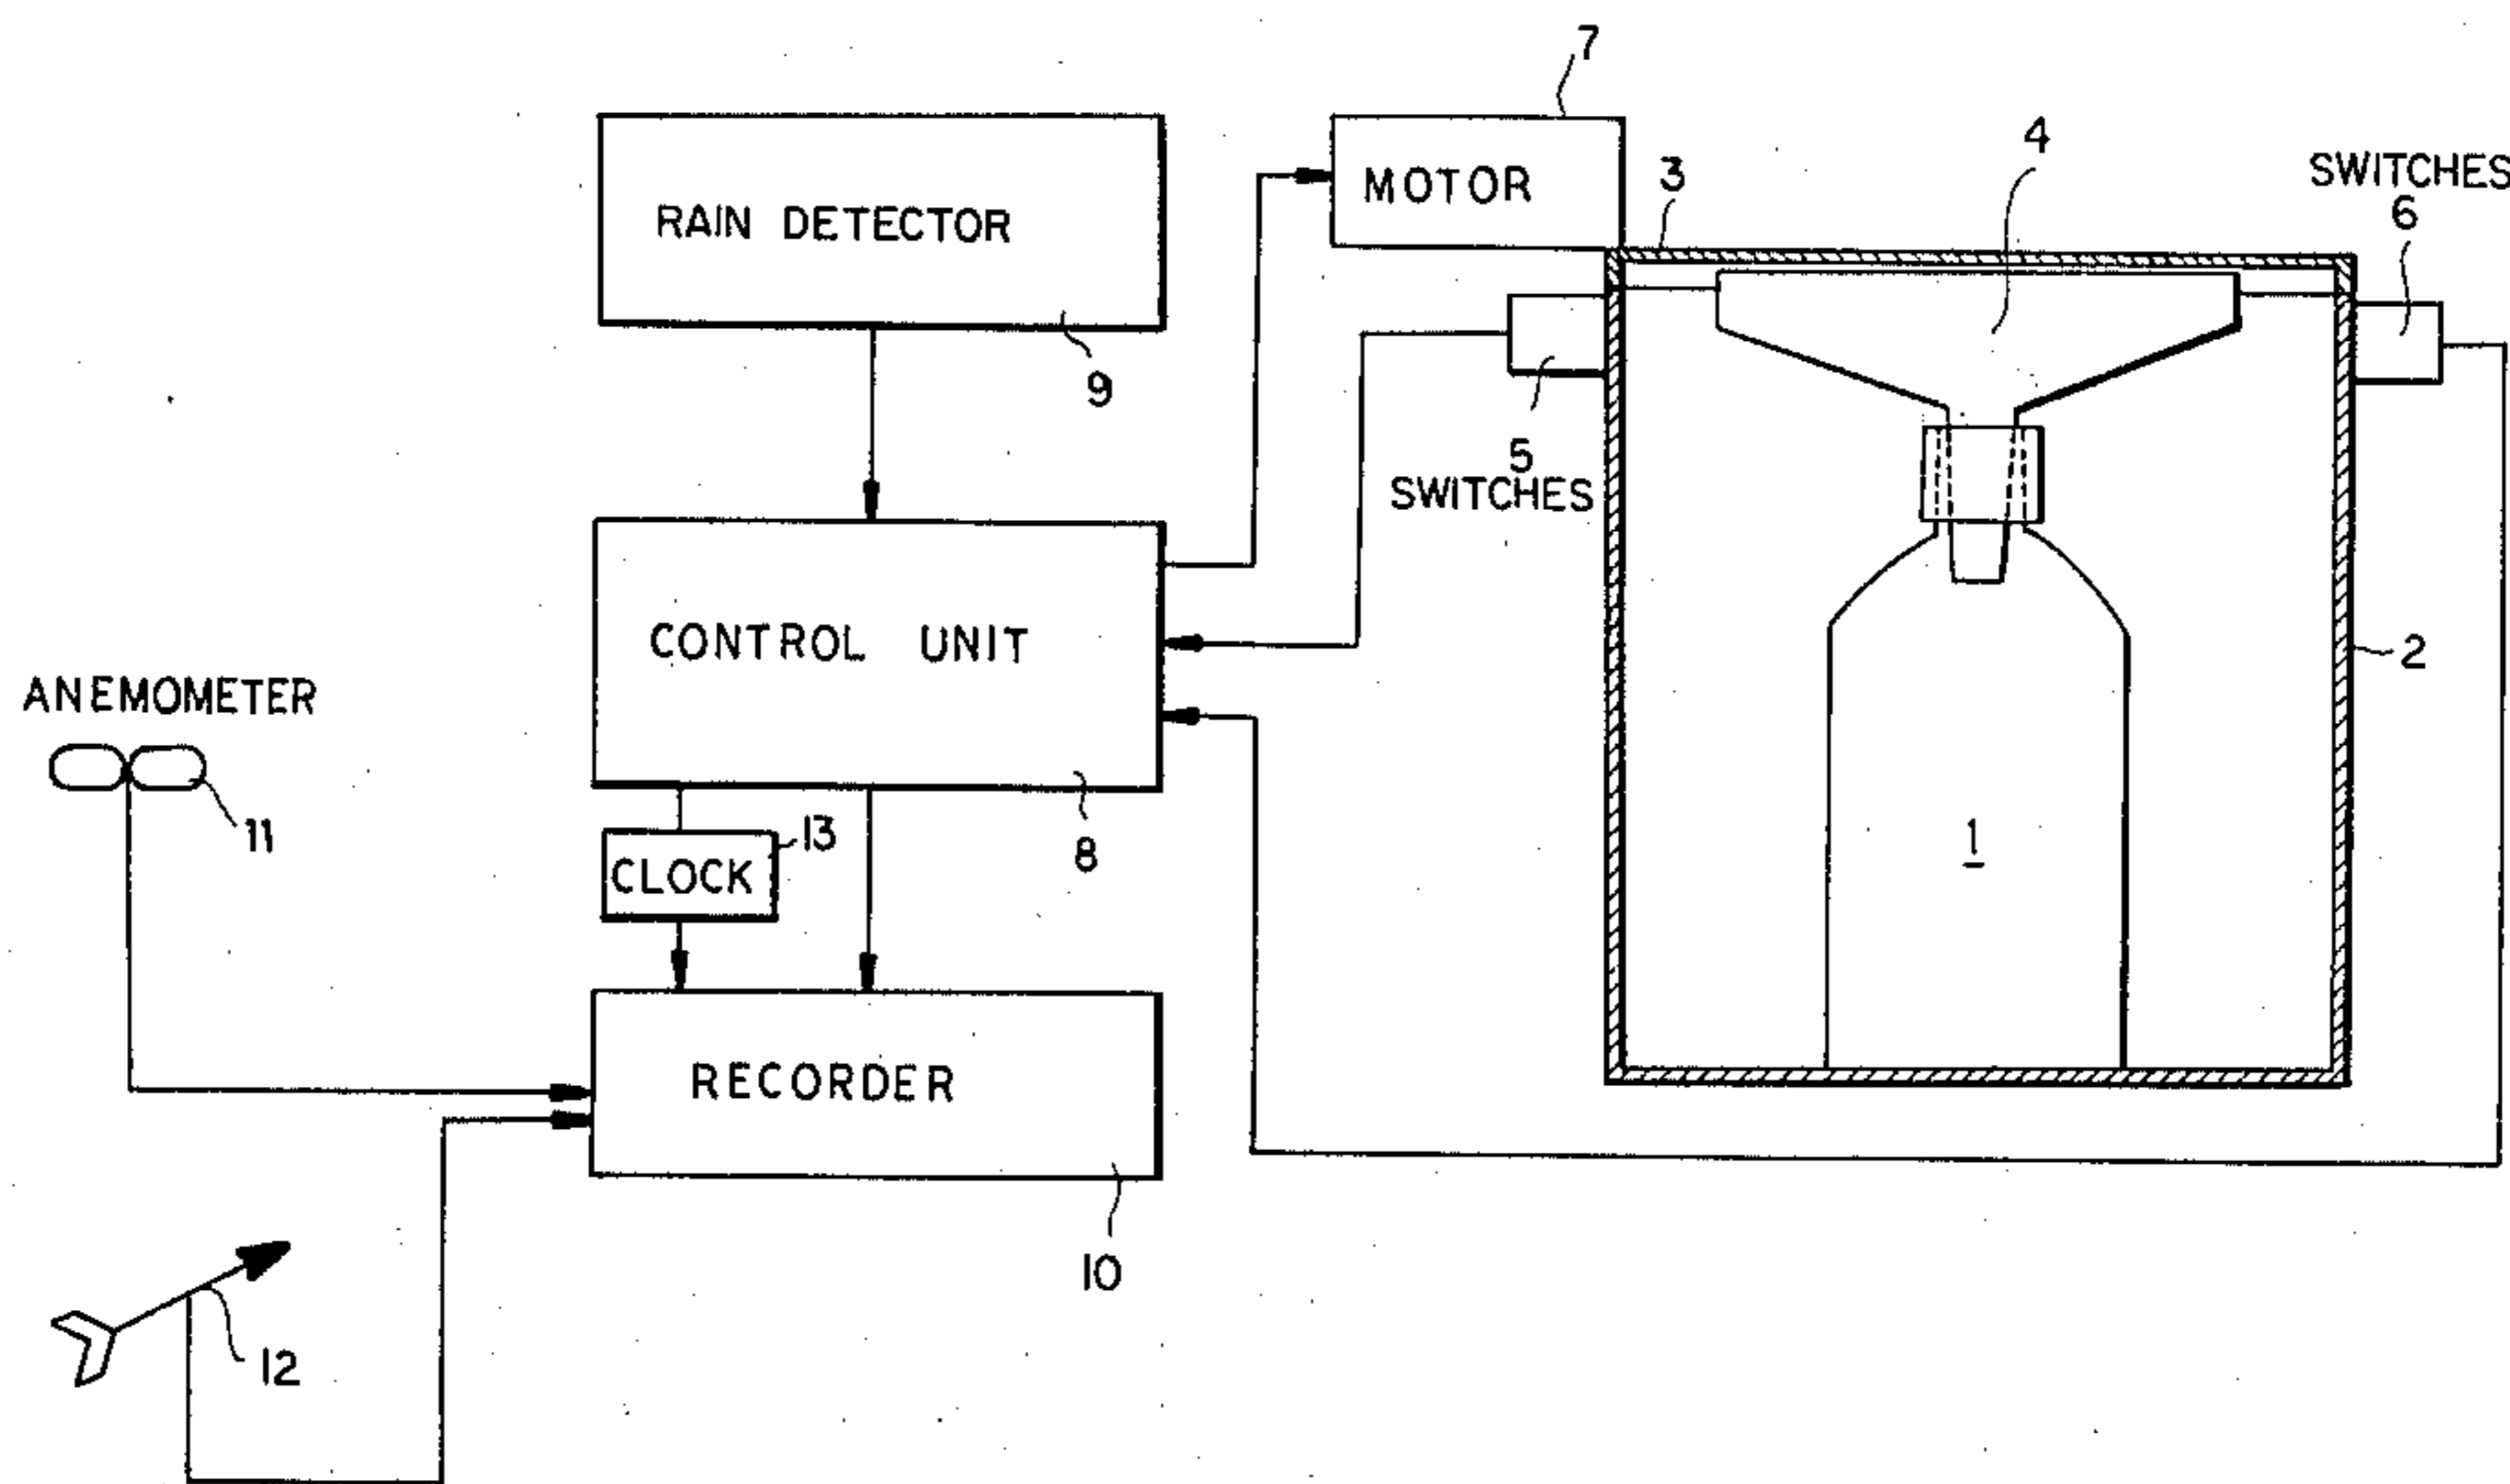 7
RAIN DETECTOR
9
MOTOR
3
4
SWITCHES
6
5
SWITCHES
CONTROL UNIT
8
2
ANEMOMETER
11
13
CLOCK
1
RECORDER
10
12